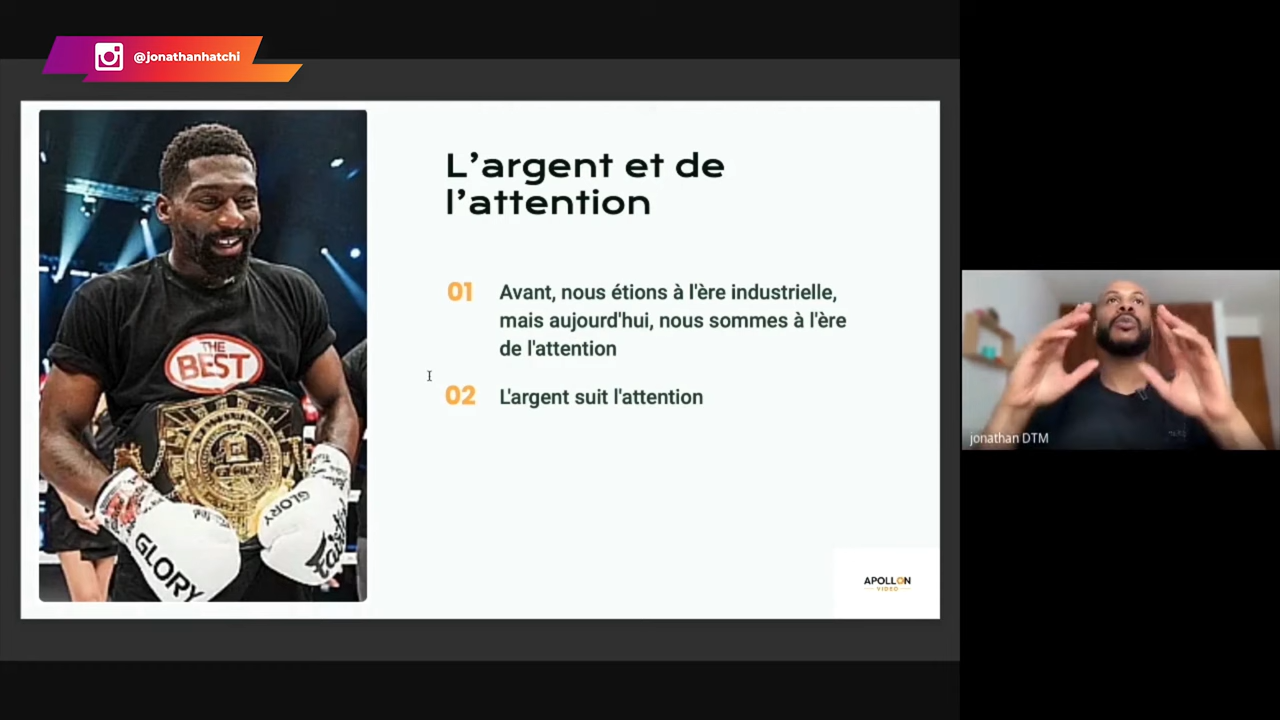 @jonathanhatchi
L'argent et de
l'attention
01
Avant, nous étions à l'ère industrielle,
mais aujourd'hui, nous sommes à l'ère
de l'attention
02
L'argent suit l'attention
THE
BEST
GLORY
GLORY
GLORY
APOLLON
VIDEO
jonathan DTM